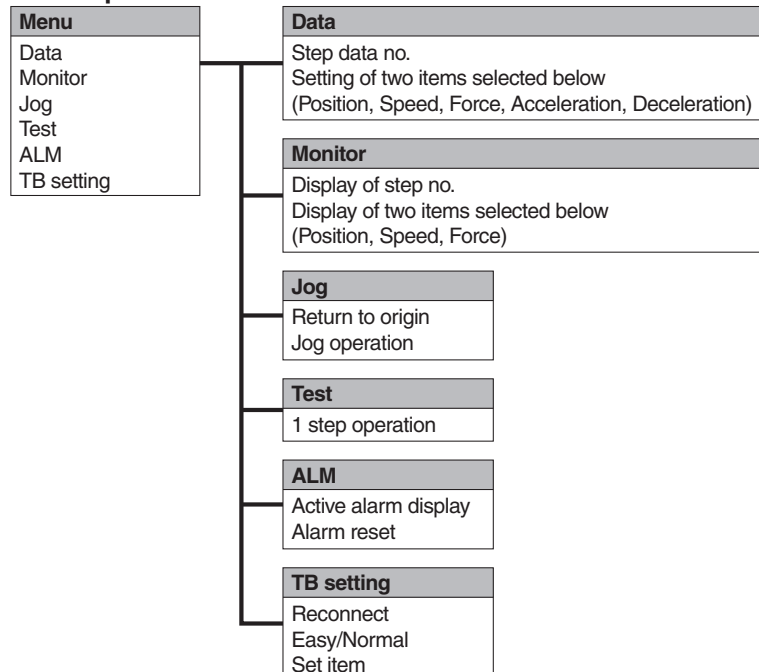 Menu
Data
Monitor
Jog
Test
ALM
TB setting
Data
Step data no.
Setting of two items selected below
(Position, Speed, Force, Acceleration, Deceleration)
Monitor
Display of step no.
Display of two items selected below
(Position, Speed, Force)
Jog
Return to origin
Jog operation
Test
1 step operation
ALM
Active alarm display
Alarm reset
TB setting
Reconnect
Easy/Normal
Set item